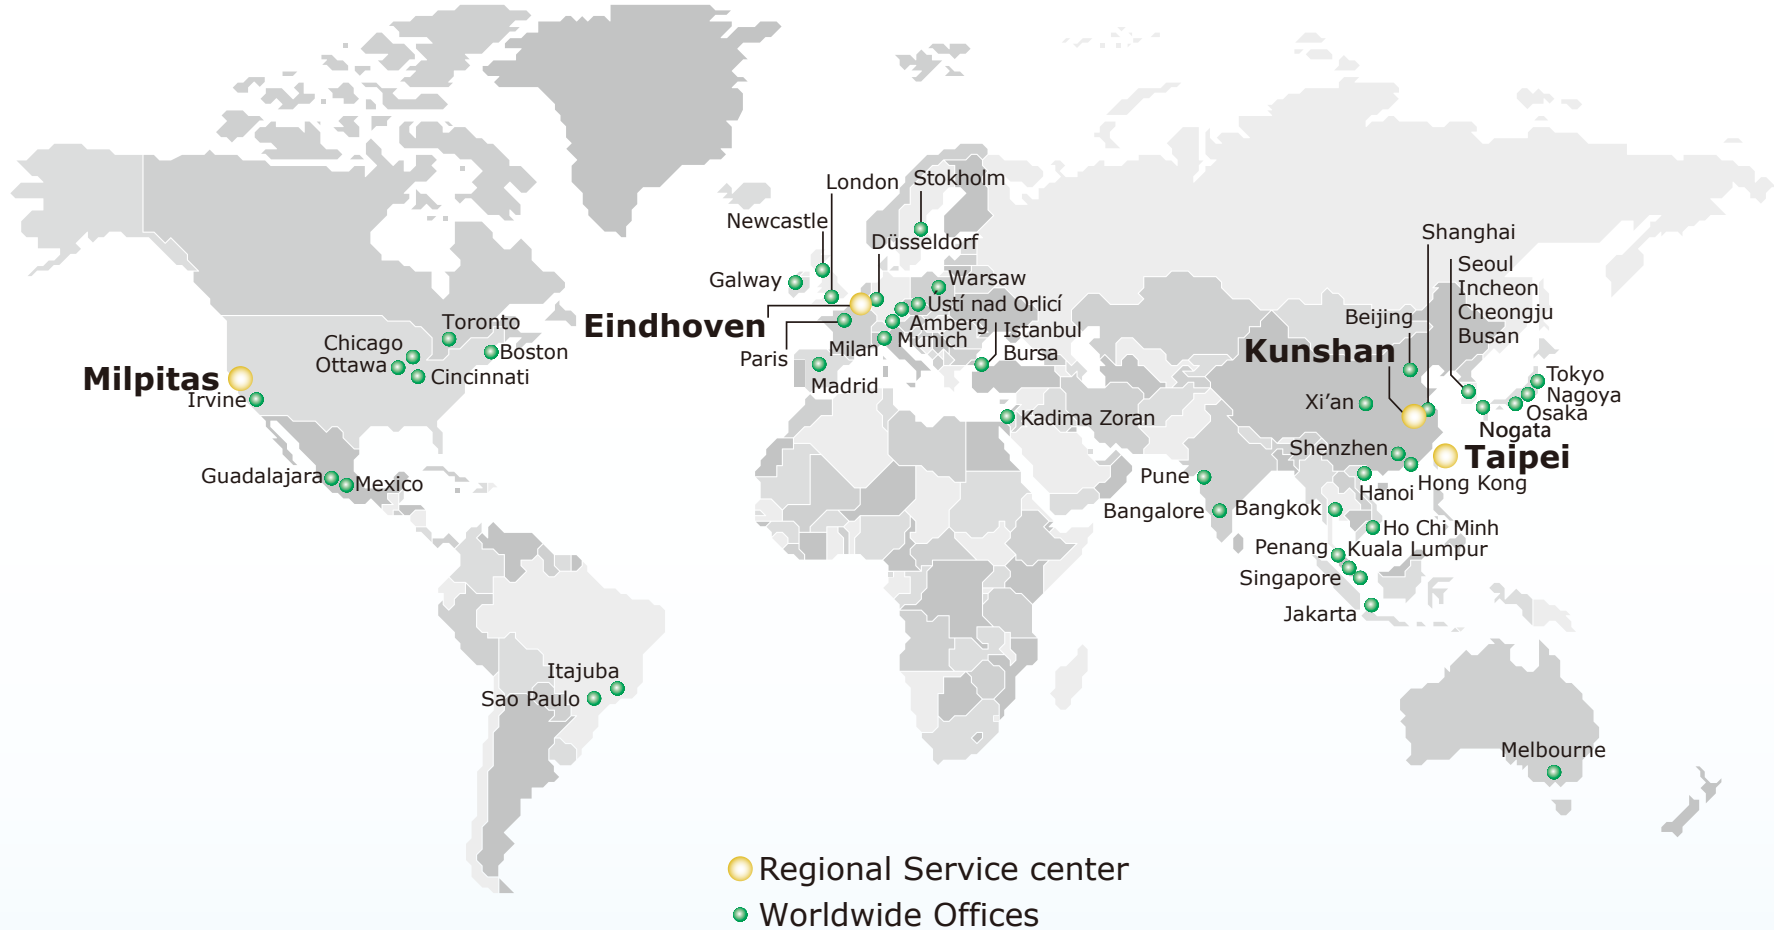 London
Stokholm
Newcastle
Düsseldorf
Galway
Warsaw
Ústí nad Orlicí
Eindhoven
Amberg
Istanbul
Bursa
Paris
Milan
Munich
Madrid
Kadima Zoran
Toronto
Chicago
Ottawa
Boston
Cincinnati
Milpitas
Irvine
Guadalajara
Mexico
Itajuba
Sao Paulo
Shanghai
Seoul
Incheon
Cheongju
Busan
Beijing
Kunshan
Xi’an
Tokyo
Nagoya
Osaka
Nogata
Shenzhen
Taipei
Hong Kong
Pune
Hanoi
Bangalore
Bangkok
Ho Chi Minh
Penang
Kuala Lumpur
Singapore
Jakarta
Melbourne
Regional Service center
Worldwide Offices